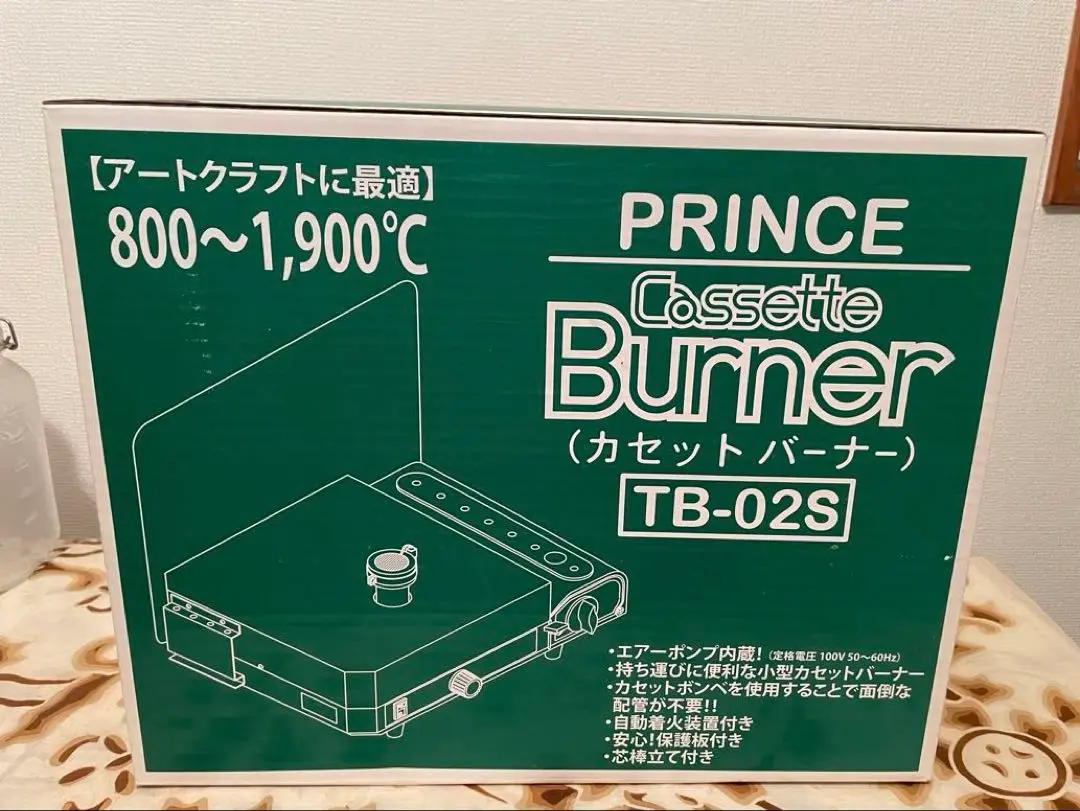 【アートクラフトに最適】
800～1,900℃
PRINCE
Cassette
Burner
（カセット バーナー）
TB-02S
・エアーポンプ内蔵！（定格電圧 100V 50～60Hz）
・持ち運びに便利な小型カセットバーナー
・カセットボンベを使用することで面倒な
配管が不要!!
・自動着火装置付き
・安心！保護板付き
・芯棒立て付き